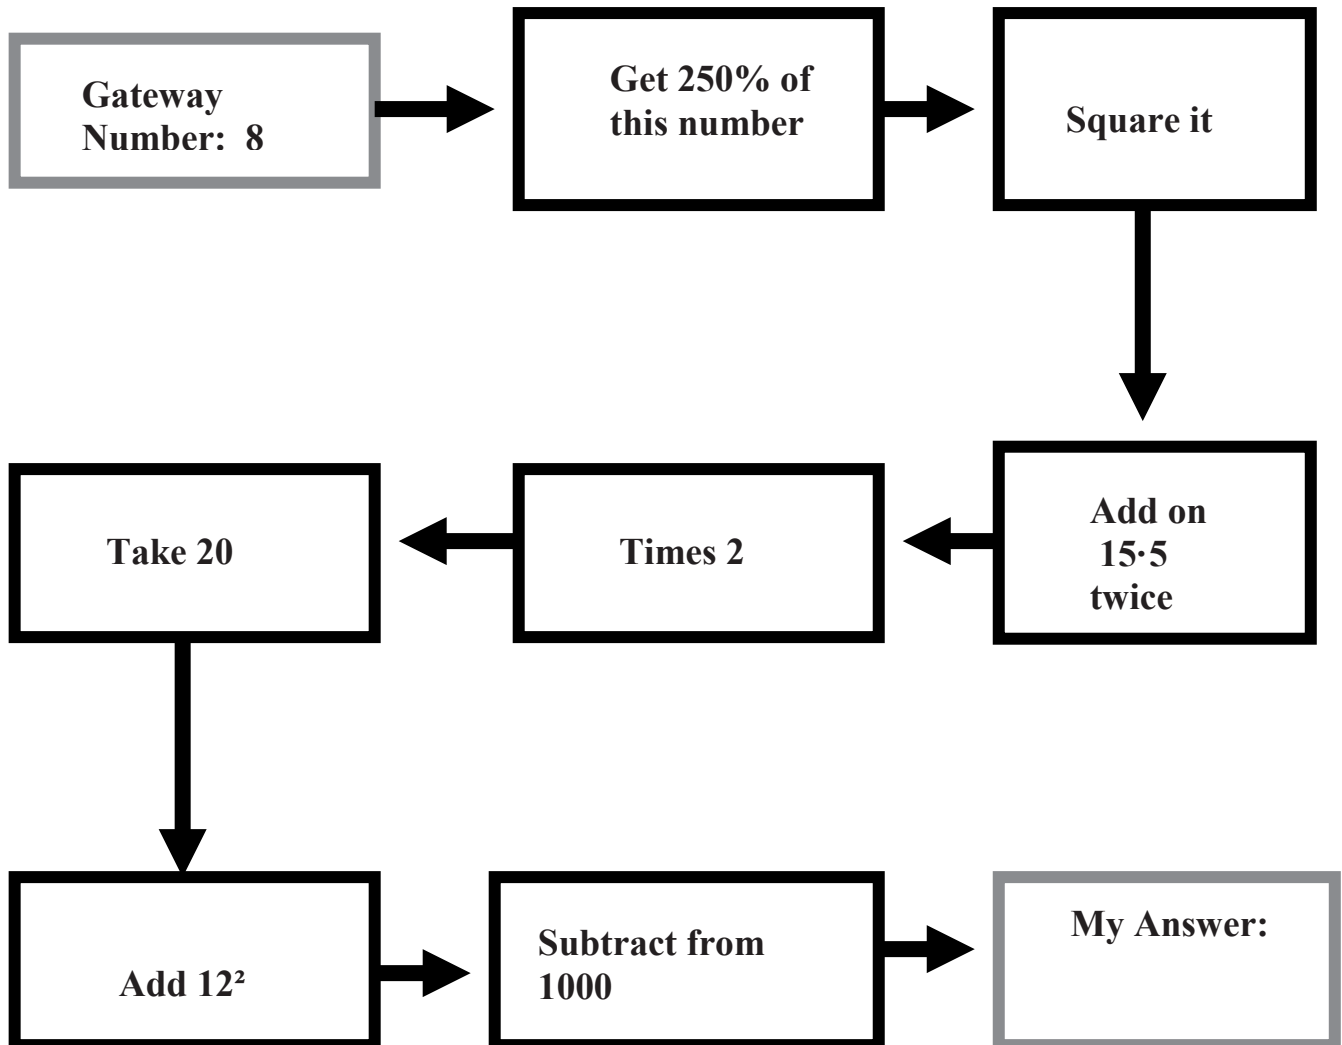 Gateway
Number:  8
Get 250% of
this number
Square it
Add on
15·5
twice
Times 2
Take 20
Add 12²
Subtract from
1000
My Answer: